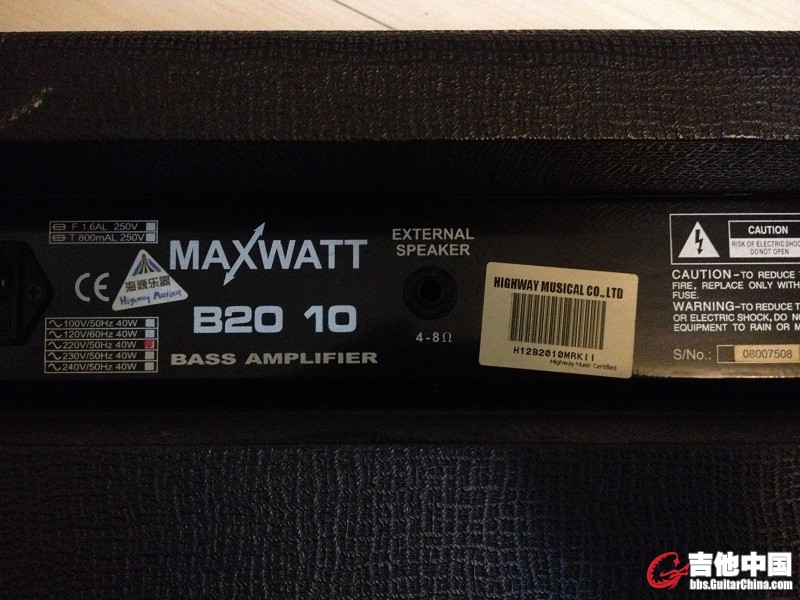 F 1.6AL 250V
T 800mAL 250V
CE
海巍乐器
Highway Musical
100V/50Hz 40W
120V/60Hz 40W
220V/50Hz 40W
230V/50Hz 40W
240V/50Hz 40W
MAXWATT
B20 10
BASS AMPLIFIER
EXTERNAL
SPEAKER
4-8Ω
HIGHWAY MUSICAL CO., LTD
H12B2010MRKII
Highway Music Certified
CAUTION
RISK OF ELECTRIC SHOC
DO NOT OPEN
CAUTION-TO REDUCE T
FIRE, REPLACE ONLY WITH
FUSE.
WARNING-TO REDUCE T
OR ELECTRIC SHOCK, DO NO
EQUIPMENT TO RAIN OR M
S/No.: 08007508
吉他中国
bbs.GuitarChina.com